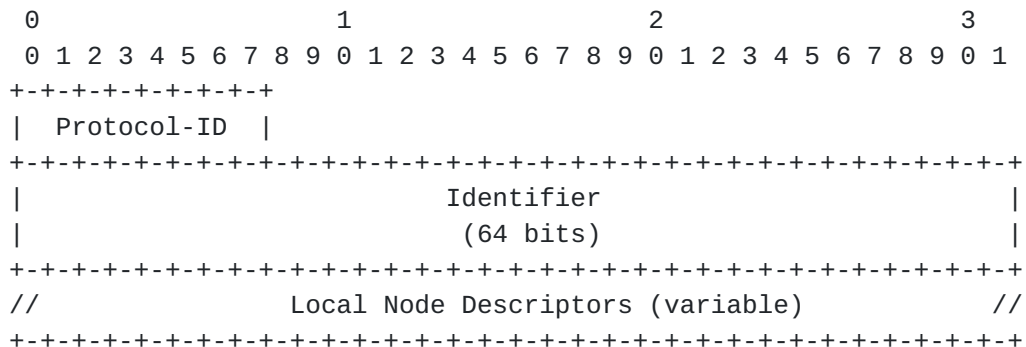 0                   1                   2                   3
 0 1 2 3 4 5 6 7 8 9 0 1 2 3 4 5 6 7 8 9 0 1 2 3 4 5 6 7 8 9 0 1
+-+-+-+-+-+-+-+-+
|  Protocol-ID  |
+-+-+-+-+-+-+-+-+-+-+-+-+-+-+-+-+-+-+-+-+-+-+-+-+-+-+-+-+-+-+-+-+
|                           Identifier                          |
|                            (64 bits)                          |
+-+-+-+-+-+-+-+-+-+-+-+-+-+-+-+-+-+-+-+-+-+-+-+-+-+-+-+-+-+-+-+-+
//                Local Node Descriptors (variable)            //
+-+-+-+-+-+-+-+-+-+-+-+-+-+-+-+-+-+-+-+-+-+-+-+-+-+-+-+-+-+-+-+-+